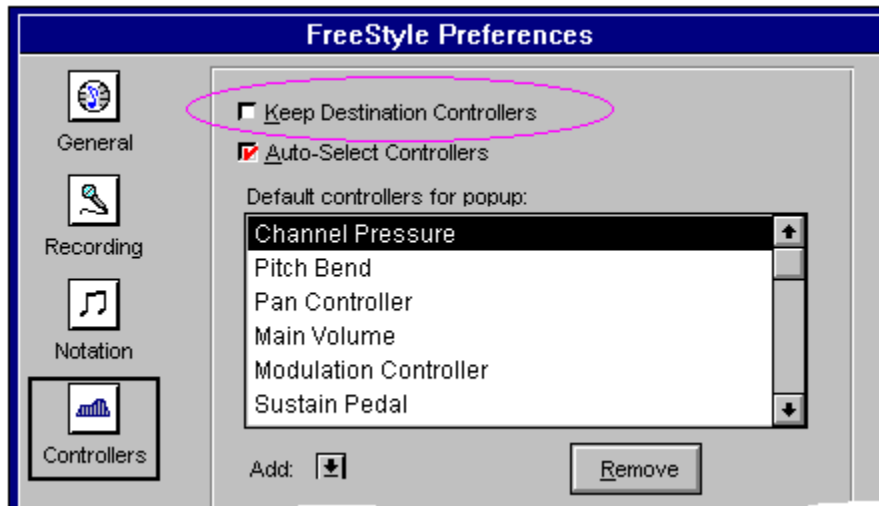 FreeStyle Preferences
General
Recording
Notation
Controllers
Keep Destination Controllers
Auto-Select Controllers
Default controllers for popup:
Channel Pressure
Pitch Bend
Pan Controller
Main Volume
Modulation Controller
Sustain Pedal
Add:
Remove